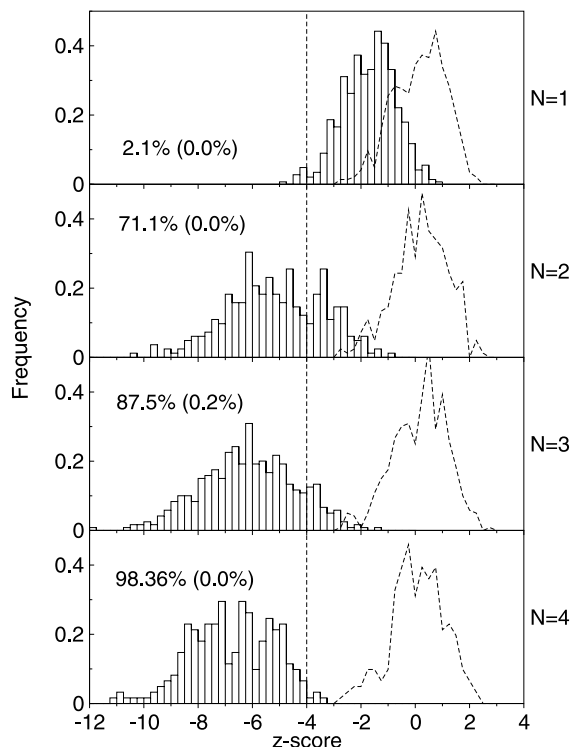 0.4
0.2
0
2.1% (0.0%)
N=1
0.4
0.2
0
71.1% (0.0%)
N=2
0.4
0.2
0
87.5% (0.2%)
N=3
0.4
0.2
0
98.36% (0.0%)
N=4
Frequency
-12 -10 -8 -6 -4 -2 0 2 4
z-score